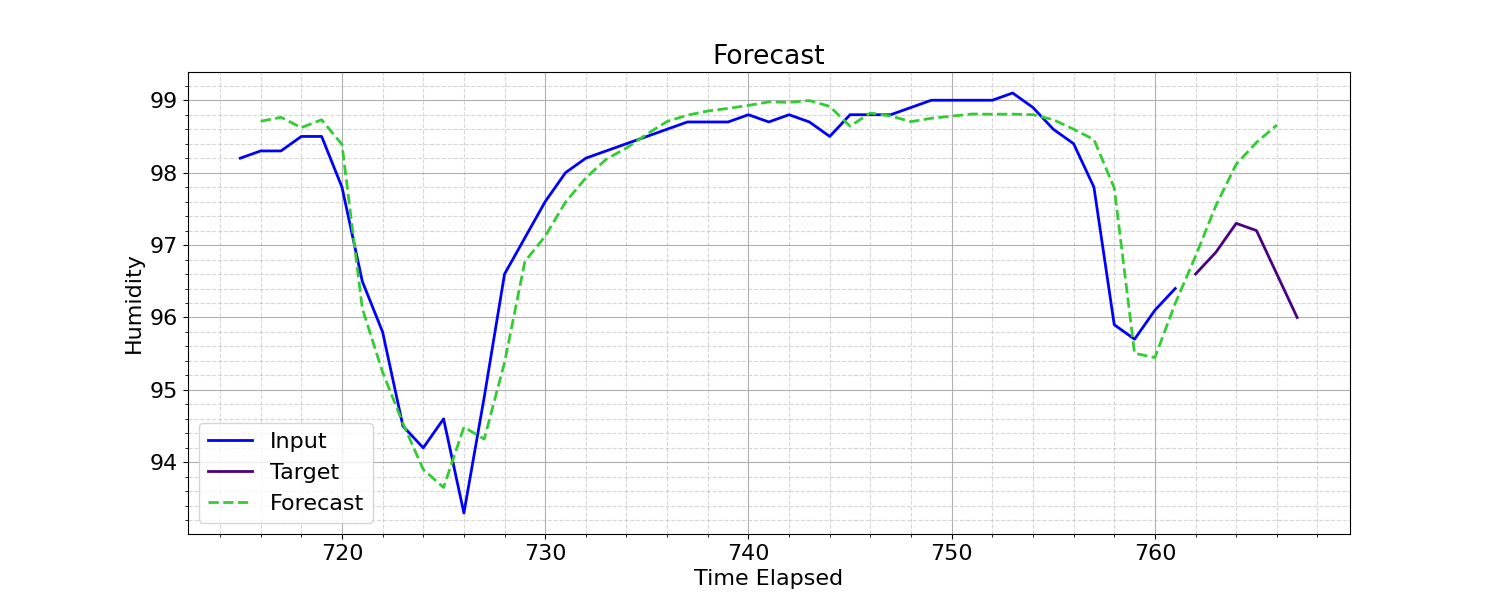 Forecast
99
98
97
96
95
94
Humidity
Input
Target
Forecast
720 730 740 750 760
Time Elapsed